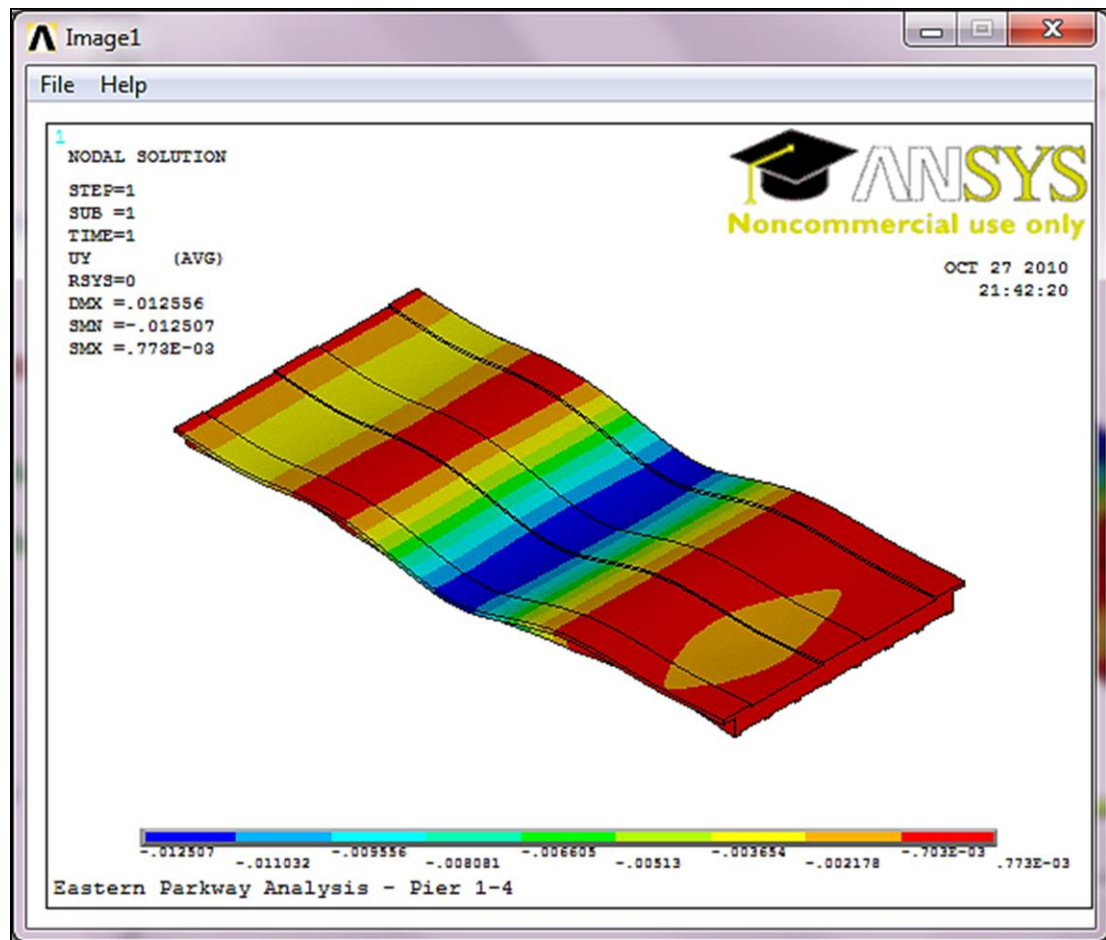 Image1
File Help
1
NODAL SOLUTION
STEP=1
SUB =1
TIME=1
UY (AVG)
RSYS=0
DMX =.012556
SMN =-.012507
SMX =.773E-03
ANSYS
Noncommercial use only
OCT 27 2010
21:42:20
-.012507 -.009556 -.006605 -.003654 -.703E-03
-.011032 -.008081 -.00513 -.002178 .773E-03
Eastern Parkway Analysis - Pier 1-4